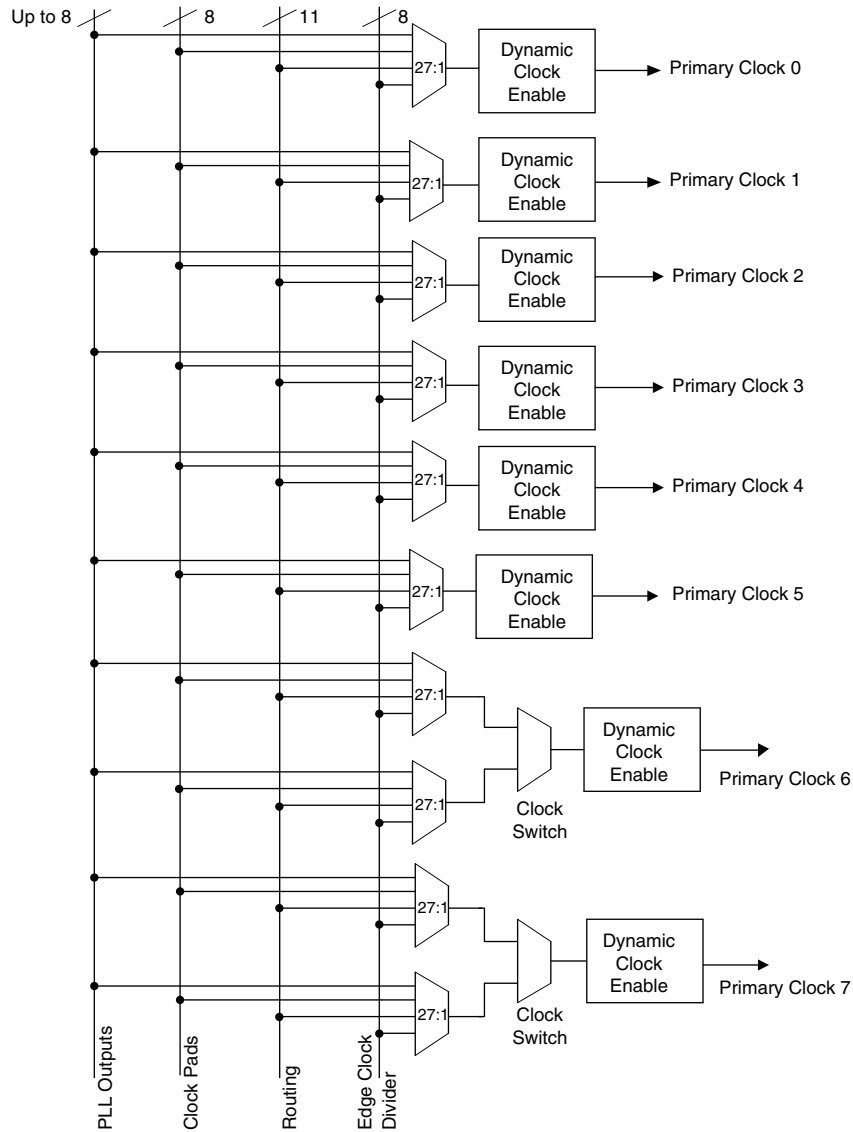 Up to 8
8
11
8
27:1
Dynamic
Clock
Enable
Primary Clock 0
27:1
Dynamic
Clock
Enable
Primary Clock 1
27:1
Dynamic
Clock
Enable
Primary Clock 2
27:1
Dynamic
Clock
Enable
Primary Clock 3
27:1
Dynamic
Clock
Enable
Primary Clock 4
27:1
Dynamic
Clock
Enable
Primary Clock 5
27:1
27:1
Clock
Switch
Dynamic
Clock
Enable
Primary Clock 6
27:1
27:1
Clock
Switch
Dynamic
Clock
Enable
Primary Clock 7
PLL Outputs
Clock Pads
Routing
Edge Clock
Divider